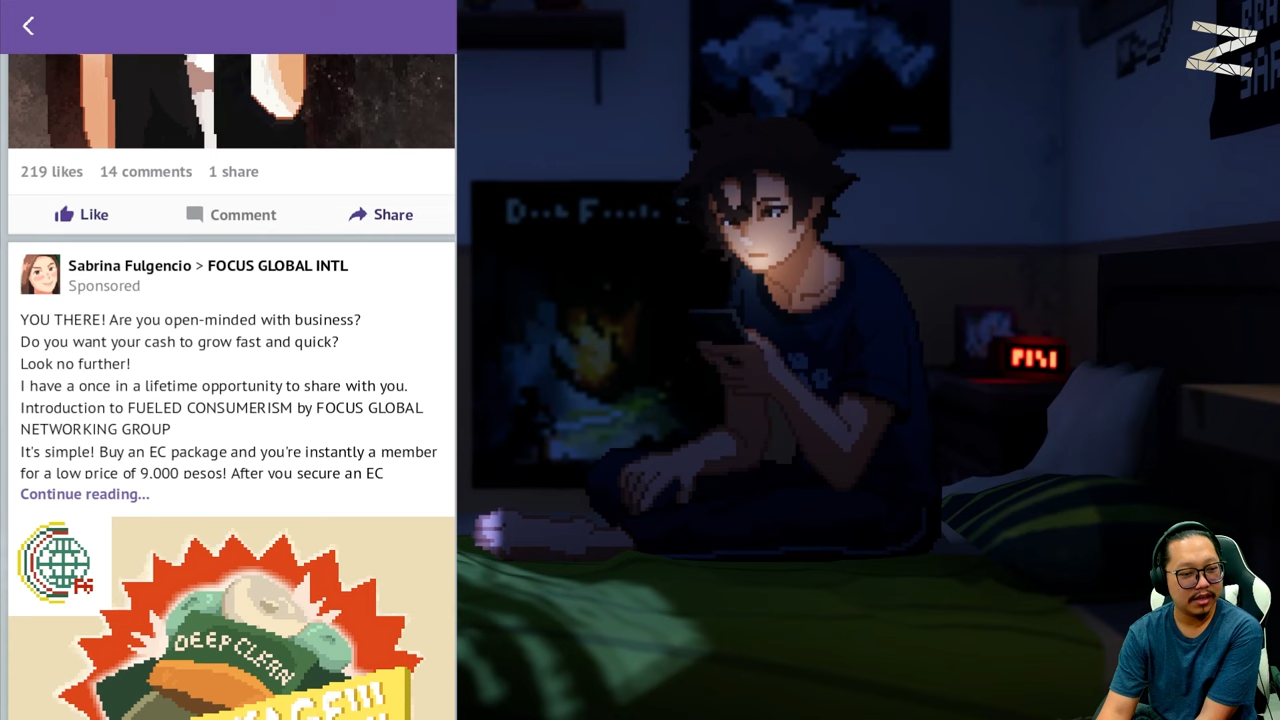 219 likes 14 comments 1 share
Like Comment Share
Sabrina Fulgencio > FOCUS GLOBAL INTL
Sponsored
YOU THERE! Are you open-minded with business?
Do you want your cash to grow fast and quick?
Look no further!
I have a once in a lifetime opportunity to share with you.
Introduction to FUELED CONSUMERISM by FOCUS GLOBAL
NETWORKING GROUP
It's simple! Buy an EC package and you're instantly a member
for a low price of 9,000 pesos! After you secure an EC
Continue reading...
DEEP CLEAN